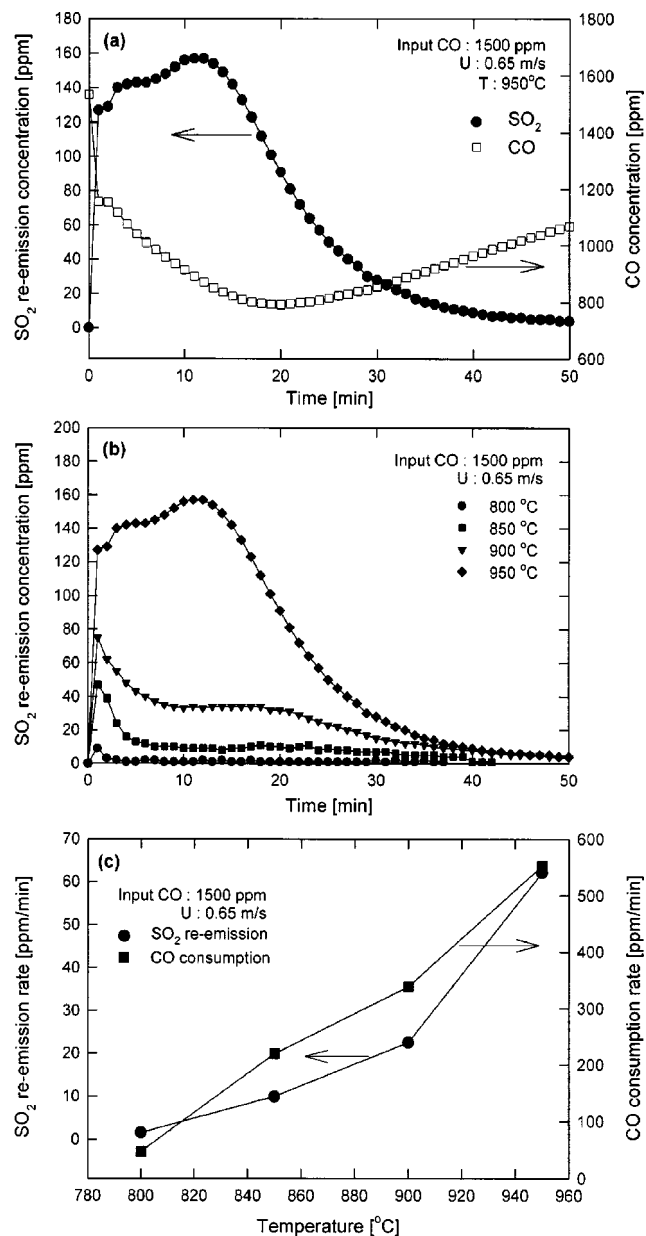 (a)
Input CO : 1500 ppm
U : 0.65 m/s
T : 950°C
SO2
CO
SO2 re-emission concentration [ppm]
180
160
140
120
100
80
60
40
20
0
CO concentration [ppm]
1800
1600
1400
1200
1000
800
600
0 10 20 30 40 50
Time [min]
(b)
Input CO : 1500 ppm
U : 0.65 m/s
800 °C
850 °C
900 °C
950 °C
SO2 re-emission concentration [ppm]
200
180
160
140
120
100
80
60
40
20
0
0 10 20 30 40 50
Time [min]
(c)
Input CO : 1500 ppm
U : 0.65 m/s
SO2 re-emission
CO consumption
SO2 re-emission rate [ppm/min]
70
60
50
40
30
20
10
0
CO consumption rate [ppm/min]
600
500
400
300
200
100
0
780 800 820 840 860 880 900 920 940 960
Temperature [°C]